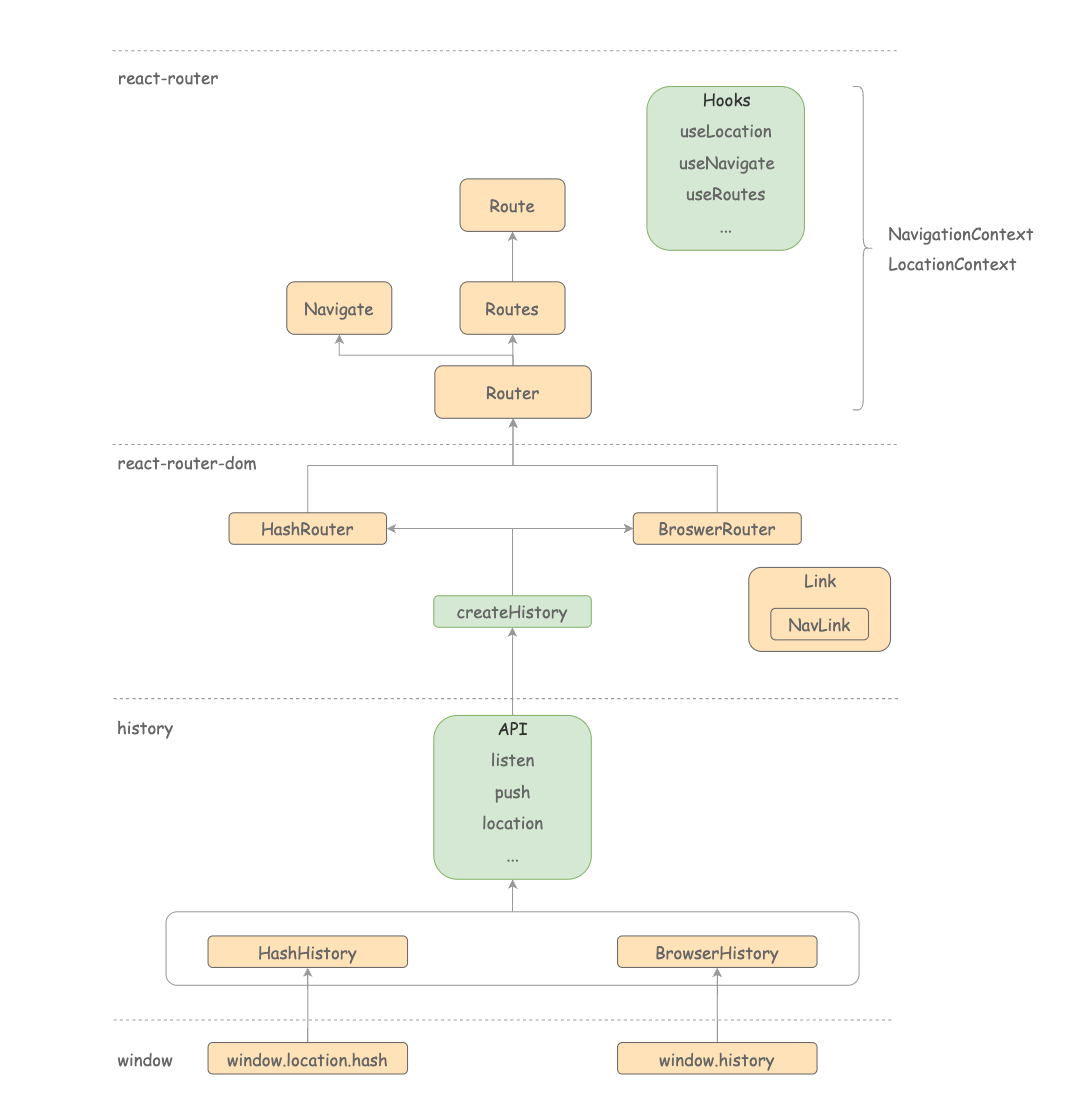 react-router
Hooks
useLocation
useNavigate
useRoutes
...
Route
NavigationContext
LocationContext
Navigate
Routes
Router
react-router-dom
HashRouter
BroswerRouter
Link
NavLink
createHistory
history
API
listen
push
location
...
HashHistory
BrowserHistory
window
window.location.hash
window.history